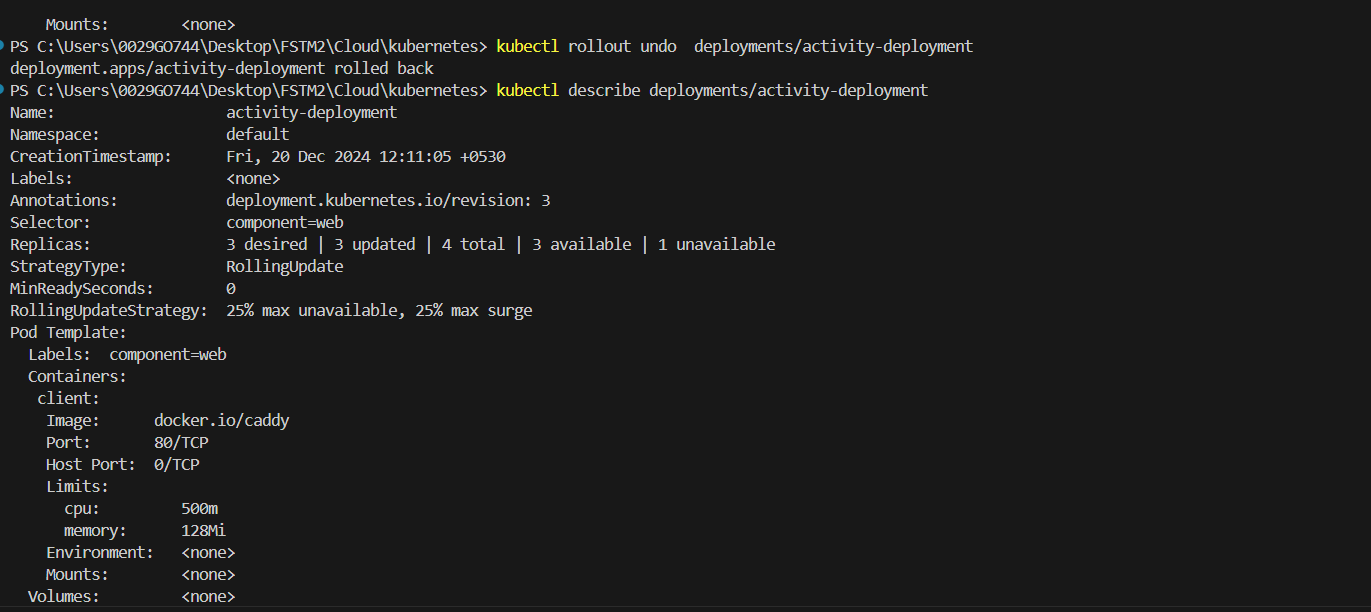 Mounts: <none>
PS C:\Users\0029GO744\Desktop\FSTM2\Cloud\kubernetes> kubectl rollout undo  deployments/activity-deployment
deployment.apps/activity-deployment rolled back
PS C:\Users\0029GO744\Desktop\FSTM2\Cloud\kubernetes> kubectl describe deployments/activity-deployment
Name: activity-deployment
Namespace: default
CreationTimestamp: Fri, 20 Dec 2024 12:11:05 +0530
Labels: <none>
Annotations: deployment.kubernetes.io/revision: 3
Selector: component=web
Replicas: 3 desired | 3 updated | 4 total | 3 available | 1 unavailable
StrategyType: RollingUpdate
MinReadySeconds: 0
RollingUpdateStrategy: 25% max unavailable, 25% max surge
Pod Template:
Labels: component=web
Containers:
client:
Image: docker.io/caddy
Port: 80/TCP
Host Port: 0/TCP
Limits:
cpu: 500m
memory: 128Mi
Environment: <none>
Mounts: <none>
Volumes: <none>